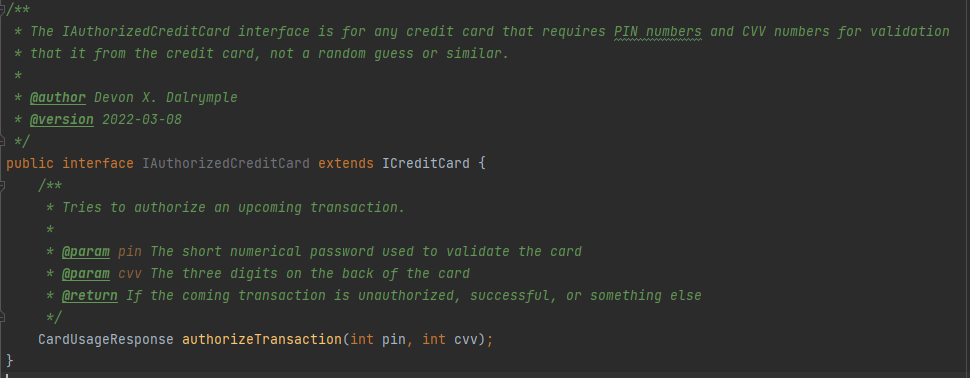 /**
 * The IAuthorizedCreditCard interface is for any credit card that requires PIN numbers and CVV numbers for validation
 * that it from the credit card, not a random guess or similar.
 *
 * @author Devon X. Dalrymple
 * @version 2022-03-08
 */
public interface IAuthorizedCreditCard extends ICreditCard {
    /**
     * Tries to authorize an upcoming transaction.
     *
     * @param pin The short numerical password used to validate the card
     * @param cvv The three digits on the back of the card
     * @return If the coming transaction is unauthorized, successful, or something else
     */
    CardUsageResponse authorizeTransaction(int pin, int cvv);
}